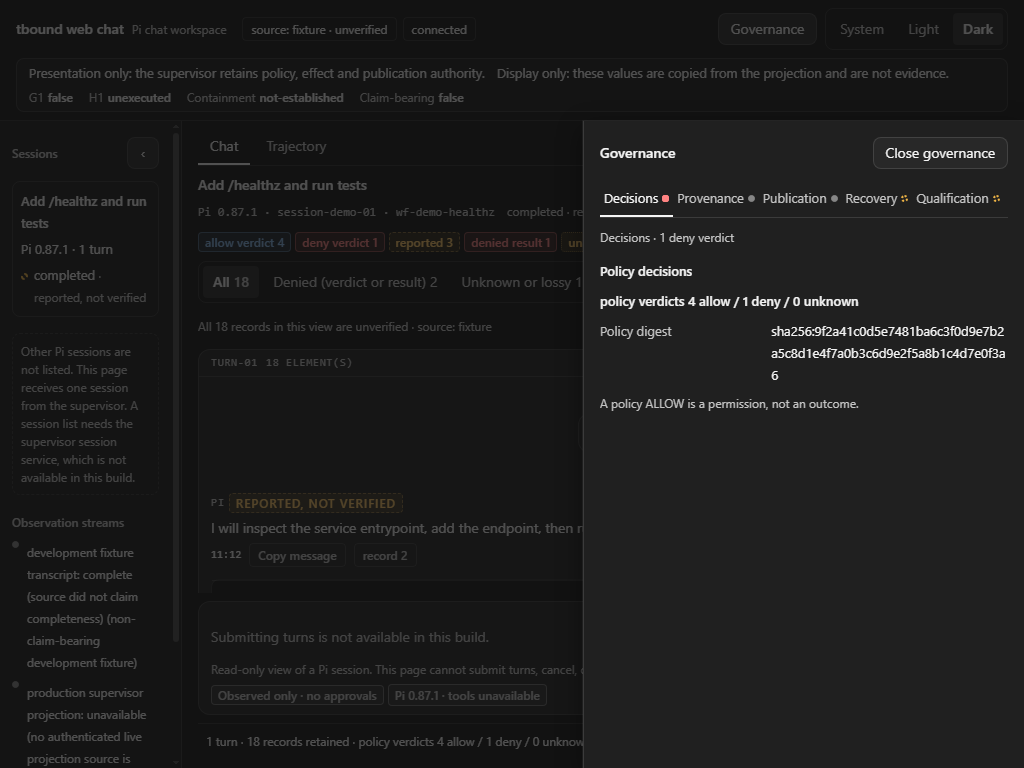 tbound web chat Pi chat workspace source: fixture · unverified connected Governance System Light Dark
Presentation only: the supervisor retains policy, effect and publication authority. Display only: these values are copied from the projection and are not evidence.
G1 false H1 unexecuted Containment not-established Claim-bearing false
Sessions
‹
Add /healthz and run
tests
Pi 0.87.1 · 1 turn
completed ·
reported, not verified
Other Pi sessions are
not listed. This page
receives one session
from the supervisor. A
session list needs the
supervisor session
service, which is not
available in this build.
Observation streams
development fixture
transcript: complete
(source did not claim
completeness) (non-
claim-bearing
development fixture)
production supervisor
projection: unavailable
(no authenticated live
projection source is
Chat Trajectory
Add /healthz and run tests
Pi 0.87.1 · session-demo-01 · wf-demo-healthz completed · re
allow verdict 4 deny verdict 1 reported 3 denied result 1 un
All 18 Denied (verdict or result) 2 Unknown or lossy 1
All 18 records in this view are unverified · source: fixture
TURN-01 18 ELEMENT(S)
PI REPORTED, NOT VERIFIED
I will inspect the service entrypoint, add the endpoint, then r
11:12 Copy message record 2
Submitting turns is not available in this build.
Read-only view of a Pi session. This page cannot submit turns, cancel,
Observed only · no approvals Pi 0.87.1 · tools unavailable
1 turn · 18 records retained · policy verdicts 4 allow / 1 deny / 0 unknow
Governance
Close governance
Decisions Provenance Publication Recovery Qualification
Decisions · 1 deny verdict
Policy decisions
policy verdicts 4 allow / 1 deny / 0 unknown
Policy digest sha256:9f2a41c0d5e7481ba6c3f0d9e7b2
a5c8d1e4f7a0b3c6d9e2f5a8b1c4d7e0f3a
6
A policy ALLOW is a permission, not an outcome.